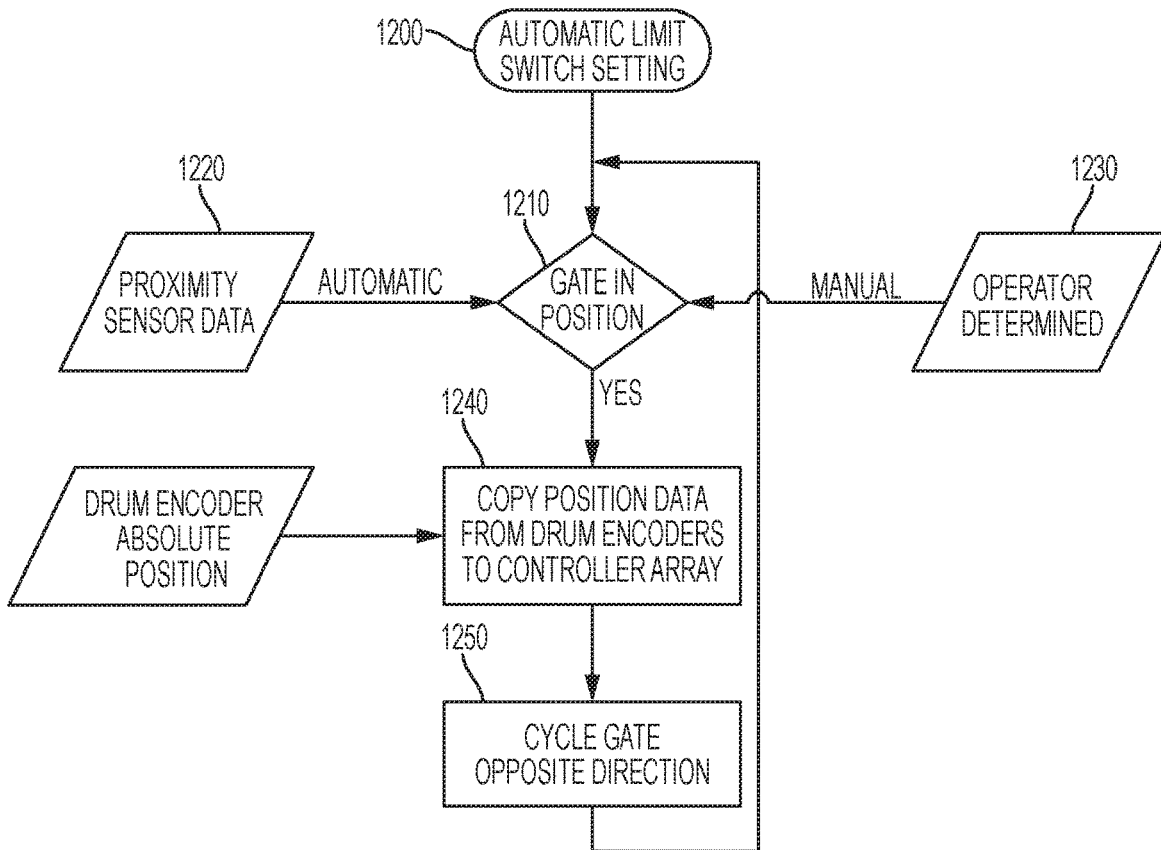 1200
AUTOMATIC LIMIT
SWITCH SETTING
1220
1210
1230
PROXIMITY
SENSOR DATA
AUTOMATIC
GATE IN
POSITION
MANUAL
OPERATOR
DETERMINED
YES
1240
DRUM ENCODER
ABSOLUTE
POSITION
COPY POSITION DATA
FROM DRUM ENCODERS
TO CONTROLLER ARRAY
1250
CYCLE GATE
OPPOSITE DIRECTION